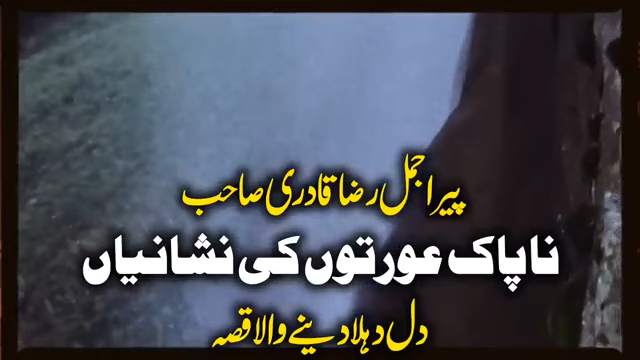 پیر اجمل رضا قادری صاحب
ناپاک عورتوں کی نشانیاں
دل دہلا دینے والا قصہ